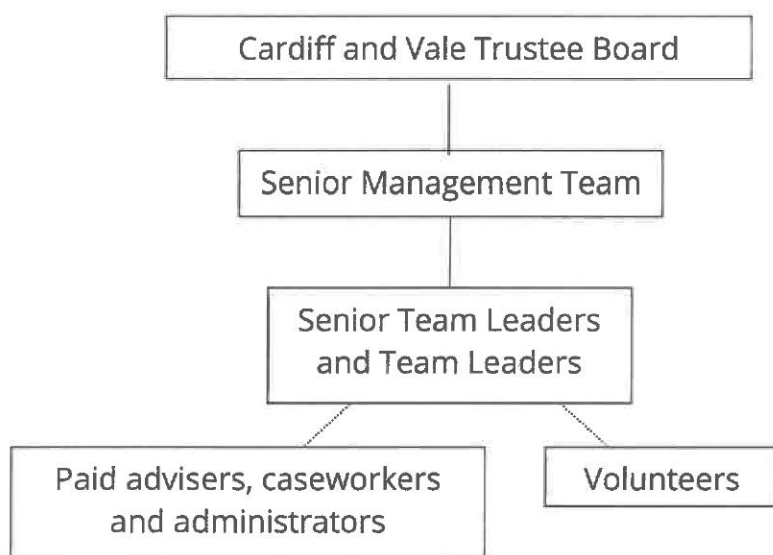 Cardiff and Vale Trustee Board
Senior Management Team
Senior Team Leaders
and Team Leaders
Paid advisers, caseworkers
and administrators
Volunteers